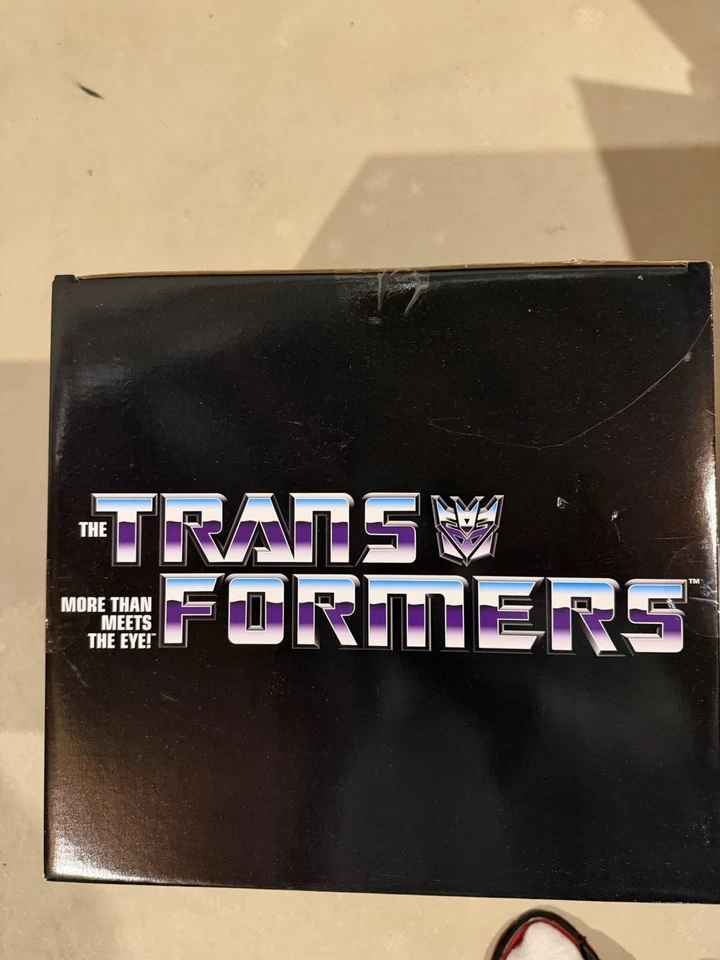 THE TRANS
FORMERS™
MORE THAN
MEETS
THE EYE!™